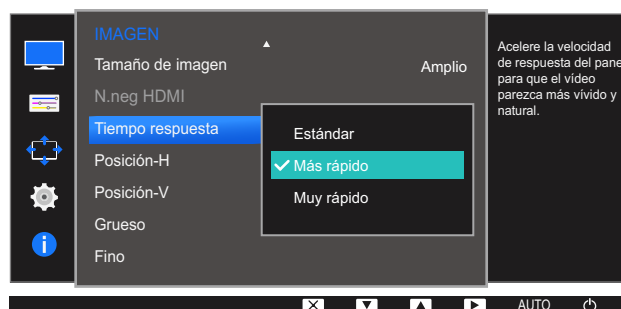 IMAGEN
Tamaño de imagen Amplio
N.neg HDMI
Tiempo respuesta
Posición-H
Posición-V
Grueso
Fino
Estándar
Más rápido
Muy rápido
Acelere la velocidad
de respuesta del pane
para que el vídeo
parezca más vívido y
natural.
AUTO